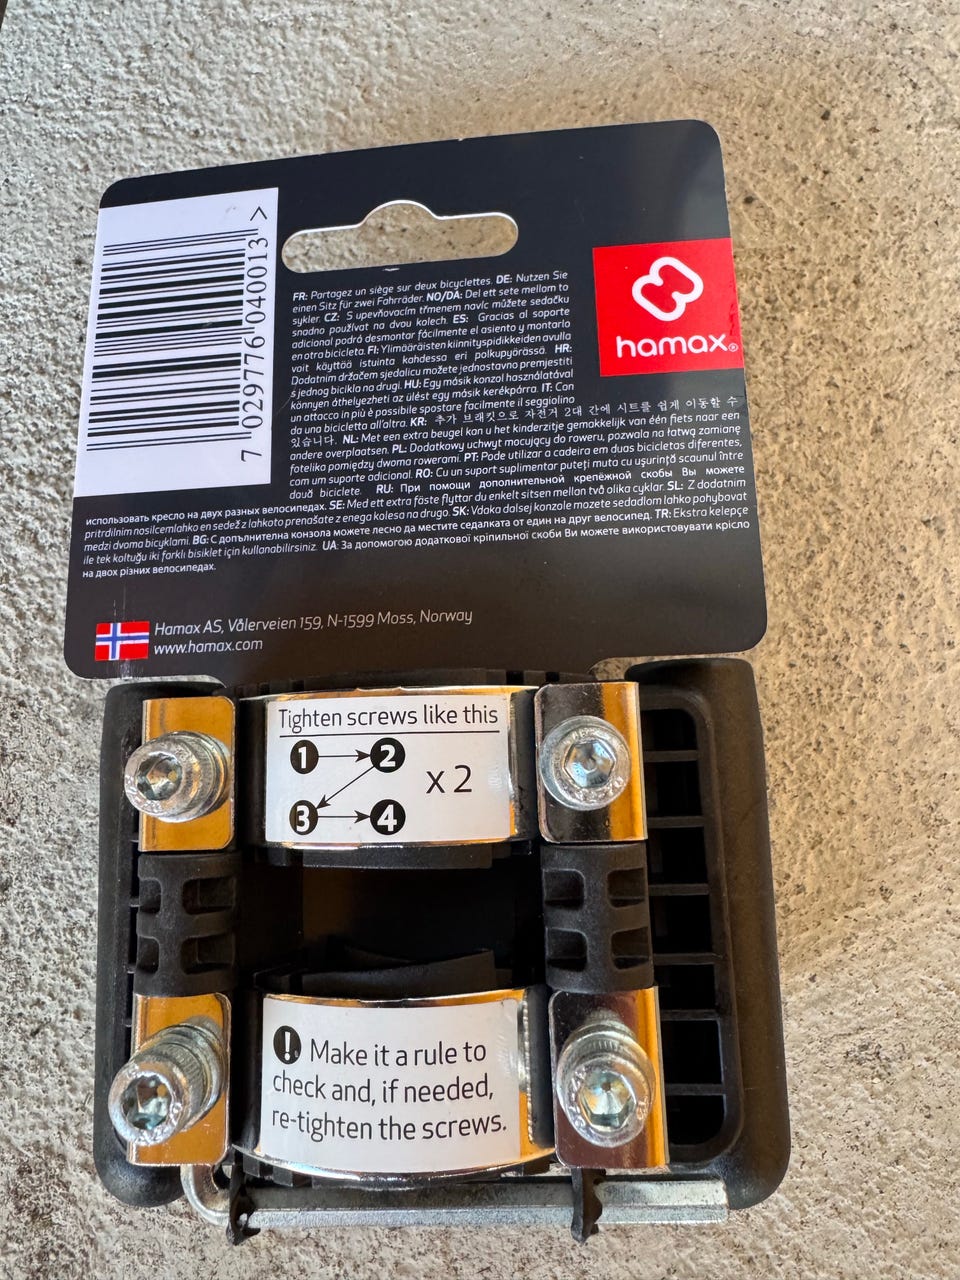 7 029776 040013 >
FR: Partagez un siège sur deux bicyclettes. DE: Nutzen Sie
einen Sitz für zwei Fahrräder. NO/DA: Del ett sete mellom to
sykler. CZ: S upevňovacím třmenem navíc můžete sedačku
snadno používat na dvou kolech. ES: Gracias al soporte
adicional podrá desmontar fácilmente el asiento y montarlo
en otra bicicleta. FI: Ylimääräisten kiinnityspidikkeiden avulla
voit käyttää istuinta kahdessa eri polkupyörässä. HR:
Dodatnim držačem sjedalicu možete jednostavno premjestiti
s jednog bicikla na drugi. HU: Egy másik konzol használatával
könnyen áthelyezheti az ülést egy másik kerékpárra. IT: Con
un attacco in più è possibile spostare facilmente il seggiolino
da una bicicletta all'altra. KR: 추가 브래킷으로 자전거 2대 간에 시트를 쉽게 이동할 수
있습니다. NL: Met een extra beugel kan u het kinderzitje gemakkelijk van één fiets naar een
andere overplaatsen. PL: Dodatkowy uchwyt mocujący do roweru, pozwala na łatwą zamianę
fotelika pomiędzy dwoma rowerami. PT: Pode utilizar a cadeira em duas bicicletas diferentes,
com um suporte adicional. RO: Cu un suport suplimentar puteți muta cu ușurință scaunul între
două biciclete. RU: При помощи дополнительной крепёжной скобы Вы можете
использовать кресло на двух разных велосипедах. SE: Med ett extra fäste flyttar du enkelt sitsen mellan två olika cyklar. SL: Z dodatnim
pritrdilnim nosilcem lahko en sedež z lahkoto prenašate z enega kolesa na drugo. SK: Vdaka dalsej konzole mozete sedadlom lahko pohybovat
medzi dvoma bicyklami. BG: С допълнителна конзола можете лесно да местите седалката от един на друг велосипед. TR: Ekstra kelepçe
ile tek koltuğu iki farklı bisiklet için kullanabilirsiniz. UA: За допомогою додаткової кріпильної скоби Ви можете використовувати крісло
на двох різних велосипедах.
hamax®
Hamax AS, Vålerveien 159, N-1599 Moss, Norway
www.hamax.com
Tighten screws like this
1 2
x 2
3 4
! Make it a rule to
check and, if needed,
re-tighten the screws.